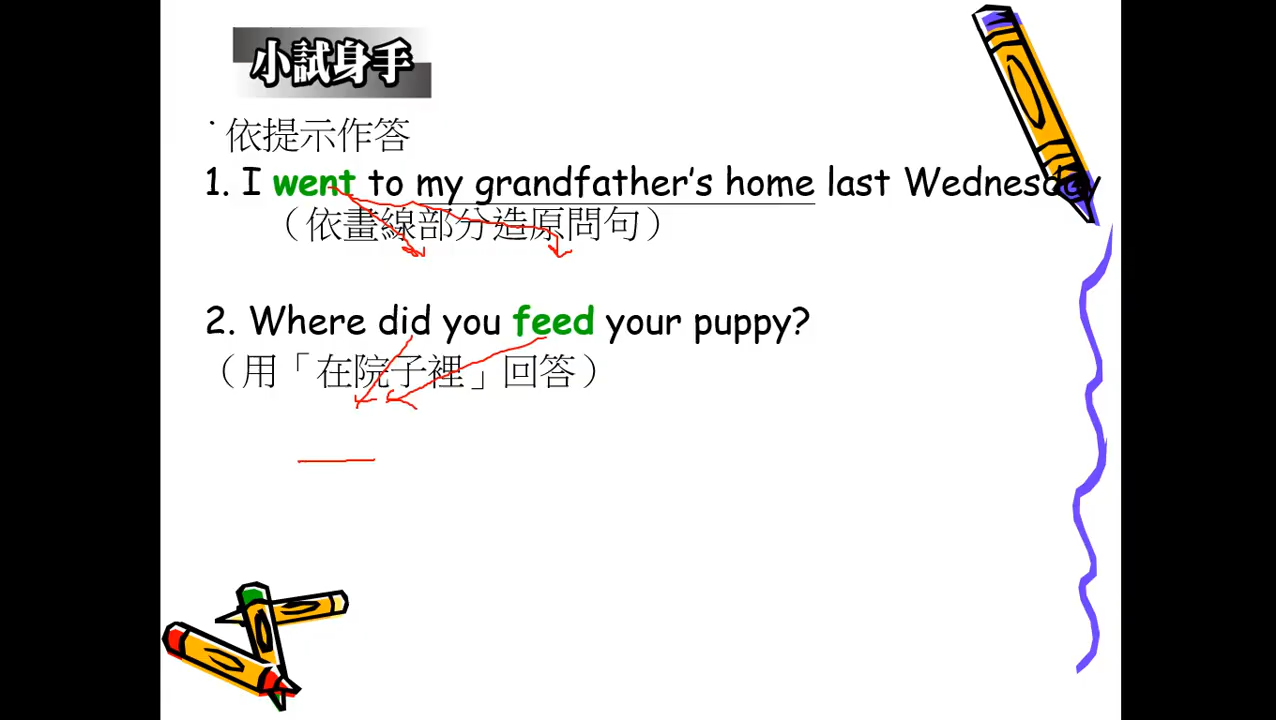 小試身手
依提示作答
1. I went to my grandfather's home last Wednesday
（依畫線部分造原問句）
2. Where did you feed your puppy?
（用「在院子裡」回答）